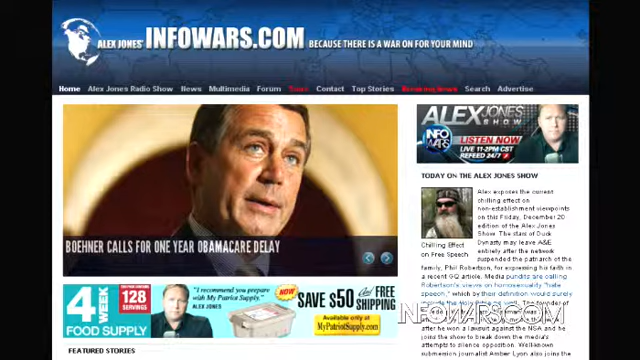 ALEX JONES' INFOWARS.COM BECAUSE THERE IS A WAR ON FOR YOUR MIND
Home Alex Jones Radio Show News Multimedia Forum Contact Top Stories Breaking News Search Advertise
BOEHNER CALLS FOR ONE YEAR OBAMACARE DELAY
4 WEEK
FOOD SUPPLY
128
SERVINGS
"I recommend you
prepare with
My Patriot Supply."
ALEX JONES
NOW
SAVE $50 AND FREE
SHIPPING
Available only at
MyPatriotSupply.com
FEATURED STORIES
ALEX JONES
SHOW
INFO
WARS
LISTEN NOW
LIVE 11-2PM CST
REFEED 24/7
TODAY ON THE ALEX JONES SHOW
Chilling Effect
on Free Speech
Alex exposes the current
chilling effect on
non-establishment viewpoints
on this Friday, December 20
edition of the Alex Jones
Show. The stars of Duck
Dynasty may leave A&E
entirely after the network
suspended the patriarch of the
family, Phil Robertson, for expressing his faith in
a recent GQ article. Media pundits are calling
Robertson's views on homosexuality "hate
speech," which by their definition would surely
founder of
after he won a lawsuit against the NSA and he
joins the show to break down the media's
attempts to silence opposition. Well-known
submarine journalist Amber Lyon also joins the
INFOWARS.COM